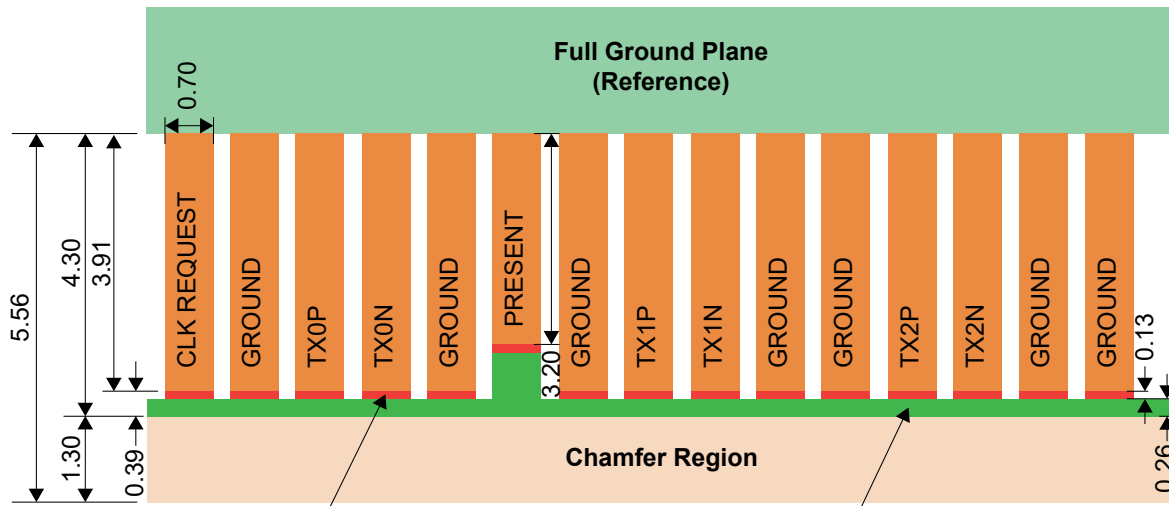 Full Ground Plane
(Reference)
0.70
5.56
4.30
3.91
CLK REQUEST
GROUND
TX0P
TX0N
GROUND
PRESENT
3.20
GROUND
TX1P
TX1N
GROUND
GROUND
TX2P
TX2N
GROUND
GROUND
0.13
1.30
0.39
Chamfer Region
0.26